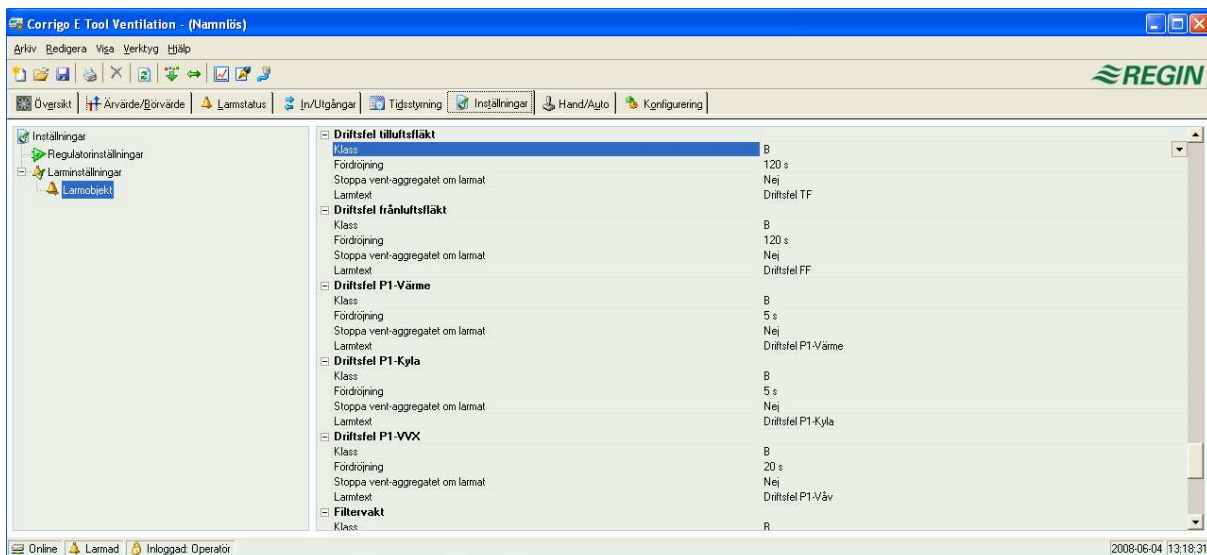 Corrigo E Tool Ventilation - (Namnlös)
Arkiv Redigera Visa Verktyg Hjälp
REGIN
Översikt Ärvärde/Börvärde Larmstatus In/Utgångar Tidsstyrning Inställningar Hand/Auto Konfigurering
Inställningar
Regulatorinställningar
Larminställningar
Larmobjekt
Driftsfel tilluftsfläkt
Klass B
Fördröjning 120 s
Stoppa vent-aggregatet om larmat Nej
Larmtext Driftsfel TF
Driftsfel frånluftsfläkt
Klass B
Fördröjning 120 s
Stoppa vent-aggregatet om larmat Nej
Larmtext Driftsfel FF
Driftsfel P1-Värme
Klass B
Fördröjning 5 s
Stoppa vent-aggregatet om larmat Nej
Larmtext Driftsfel P1-Värme
Driftsfel P1-Kyla
Klass B
Fördröjning 5 s
Stoppa vent-aggregatet om larmat Nej
Larmtext Driftsfel P1-Kyla
Driftsfel P1-VVX
Klass B
Fördröjning 20 s
Stoppa vent-aggregatet om larmat Nej
Larmtext Driftsfel P1-Våv
Filtervakt
Klass B
Online Larmad Inloggad: Operatör 2008-06-04 13:18:31